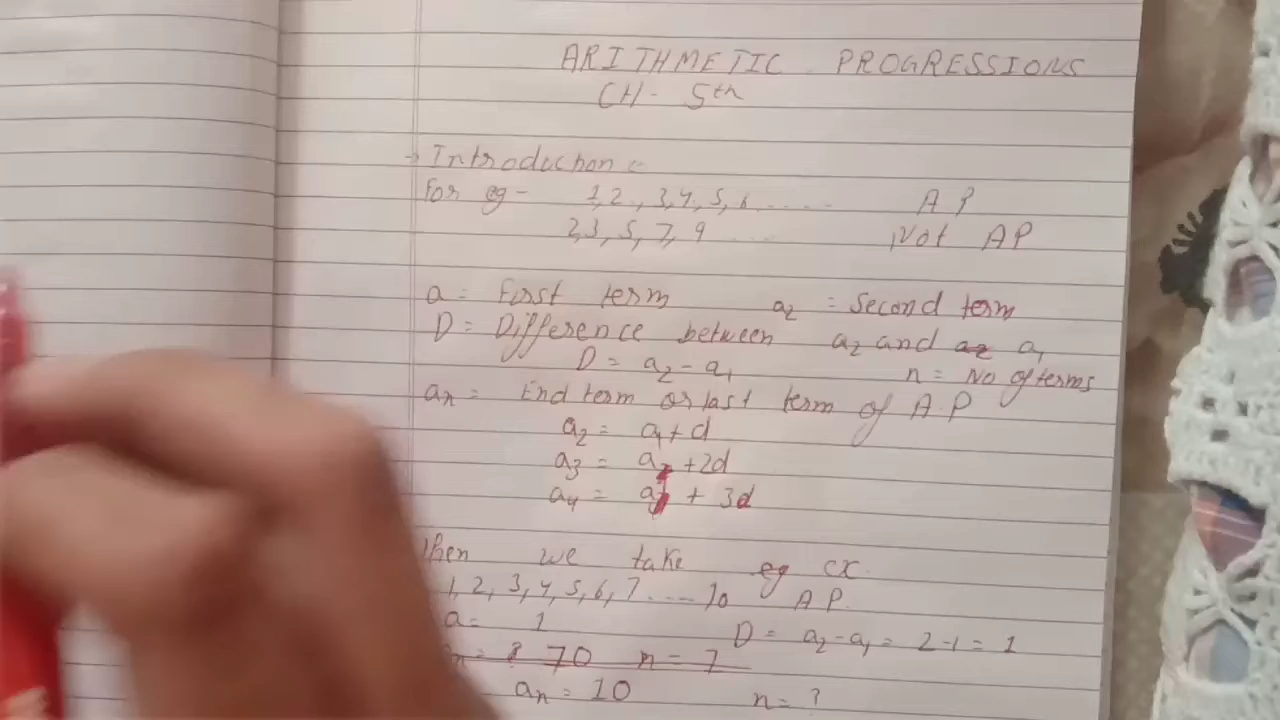 ARITHMETIC PROGRESSIONS
CH- 5th
→ Introduction :
For eg - 1, 2, 3, 4, 5, 6 ....... AP
2, 3, 5, 7, 9 .... Not AP
a = First term a2 = Second term
D = Difference between a2 and a1
D = a2 - a1 n = No of terms
an = End term or last term of A.P
a2 = a1 + d
a3 = a + 2d
a4 = a + 3d
then we take eg ex.
1, 2, 3, 4, 5, 6, 7 .... 10 AP.
a = 1 D = a2 - a1 = 2-1 = 1
70 n = 7
an = 10 n = ?